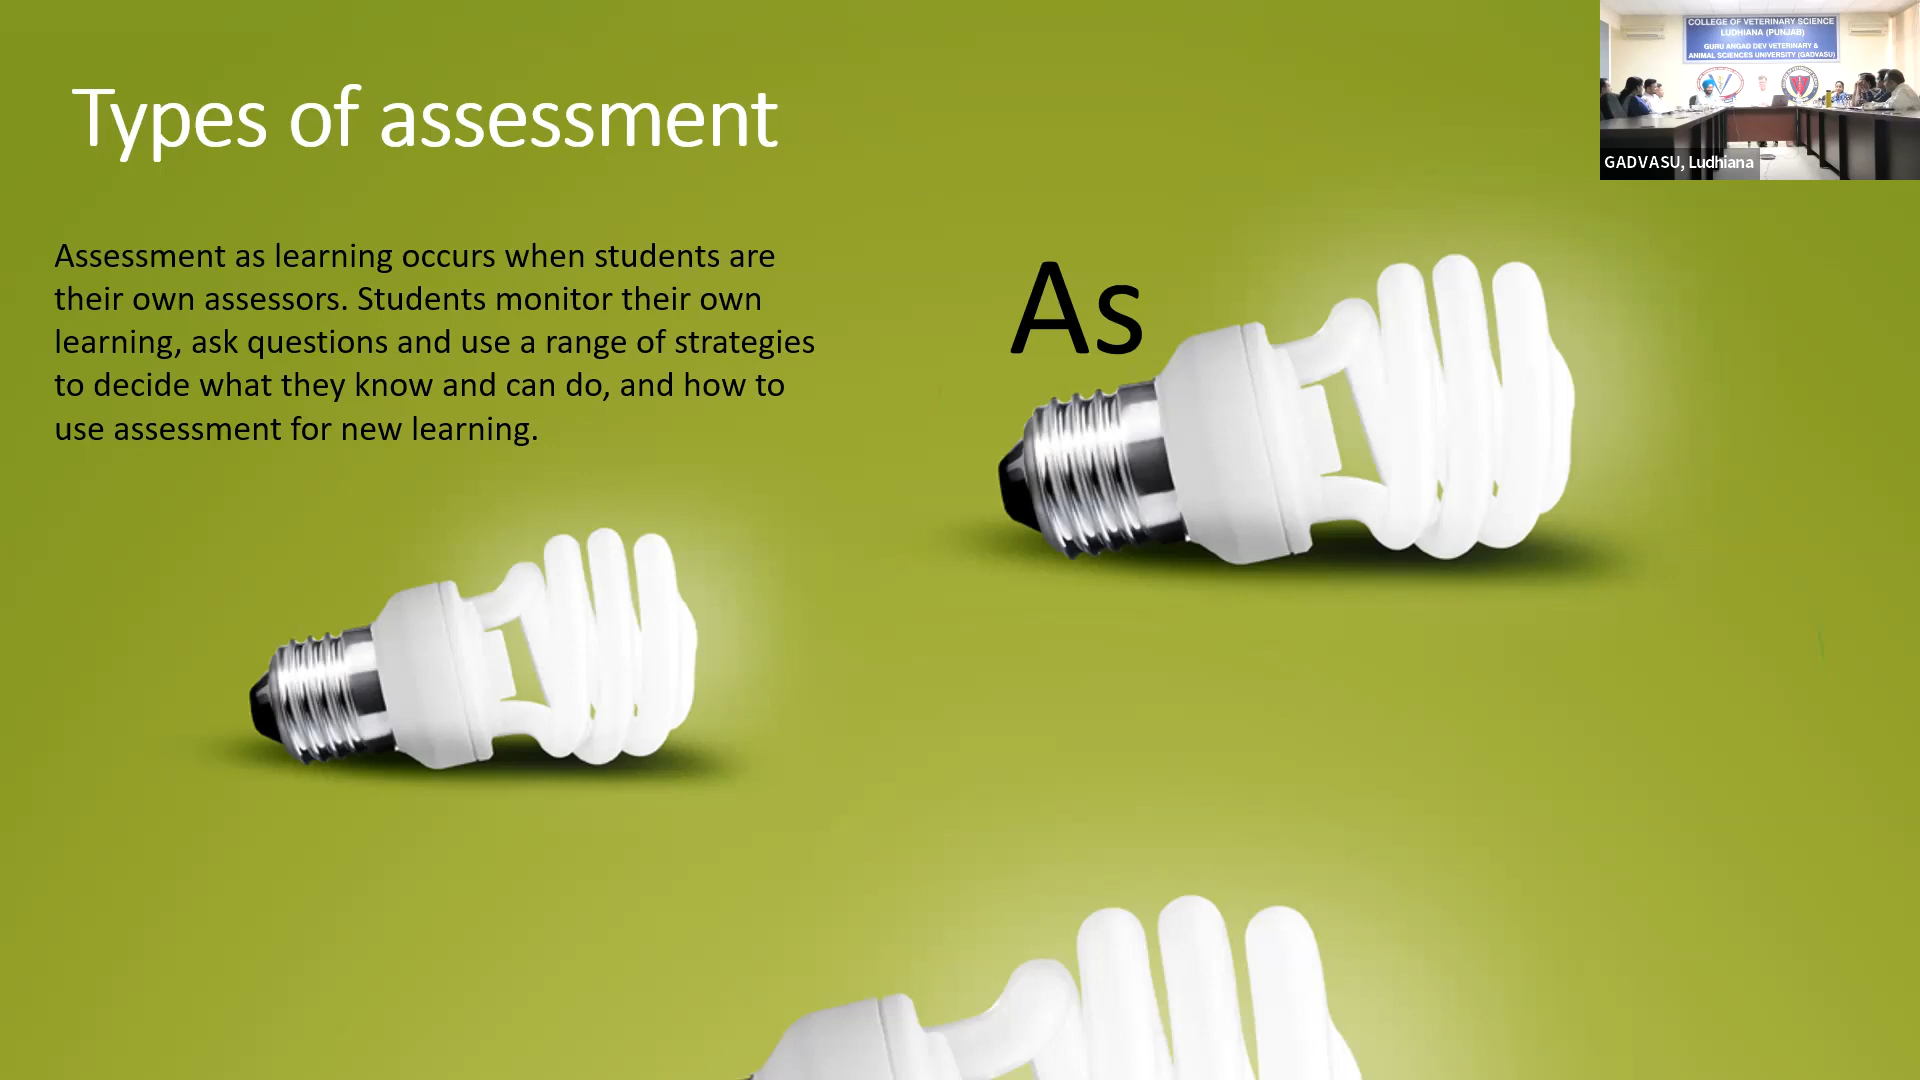 Types of assessment
Assessment as learning occurs when students are
their own assessors. Students monitor their own
learning, ask questions and use a range of strategies
to decide what they know and can do, and how to
use assessment for new learning.
As
COLLEGE OF VETERINARY SCIENCE
LUDHIANA (PUNJAB)
GURU ANGAD DEV VETERINARY &
ANIMAL SCIENCES UNIVERSITY (GADVASU)
GADVASU, Ludhiana